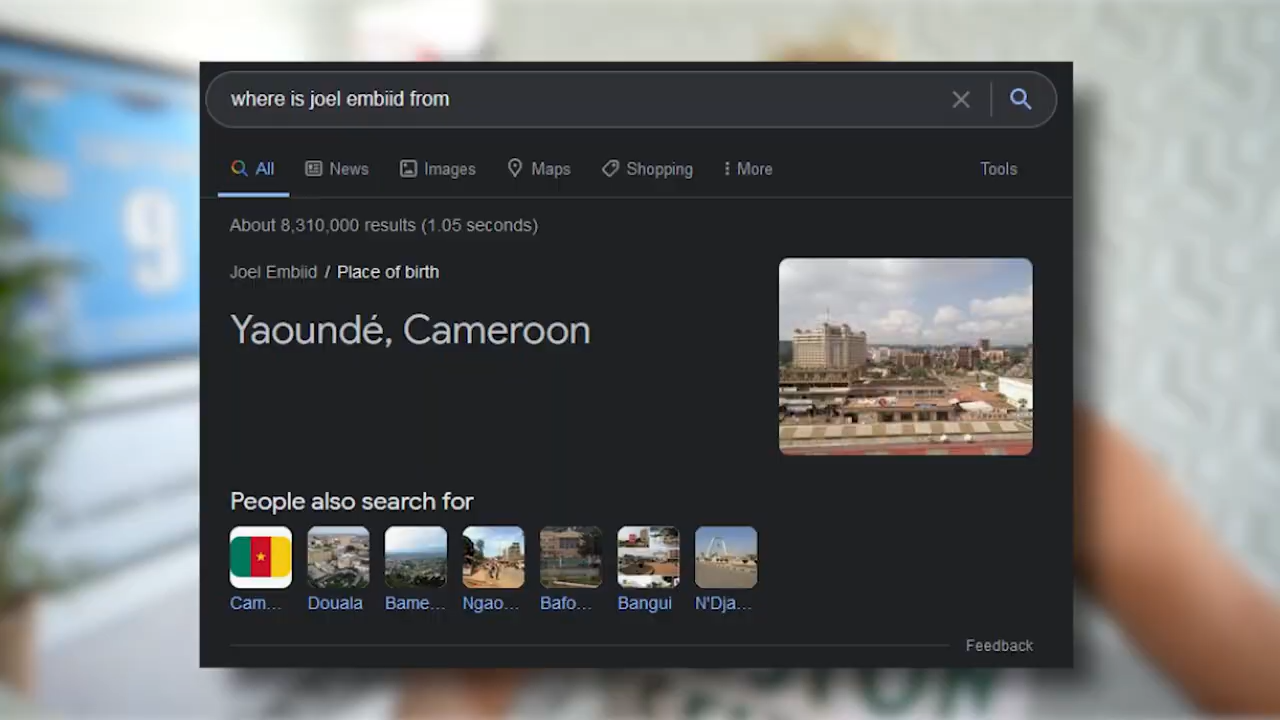 where is joel embiid from
All News Images Maps Shopping More Tools
About 8,310,000 results (1.05 seconds)
Joel Embiid / Place of birth
Yaoundé, Cameroon
People also search for
Cam... Douala Bame... Ngao... Bafo... Bangui N'Dja...
Feedback
9